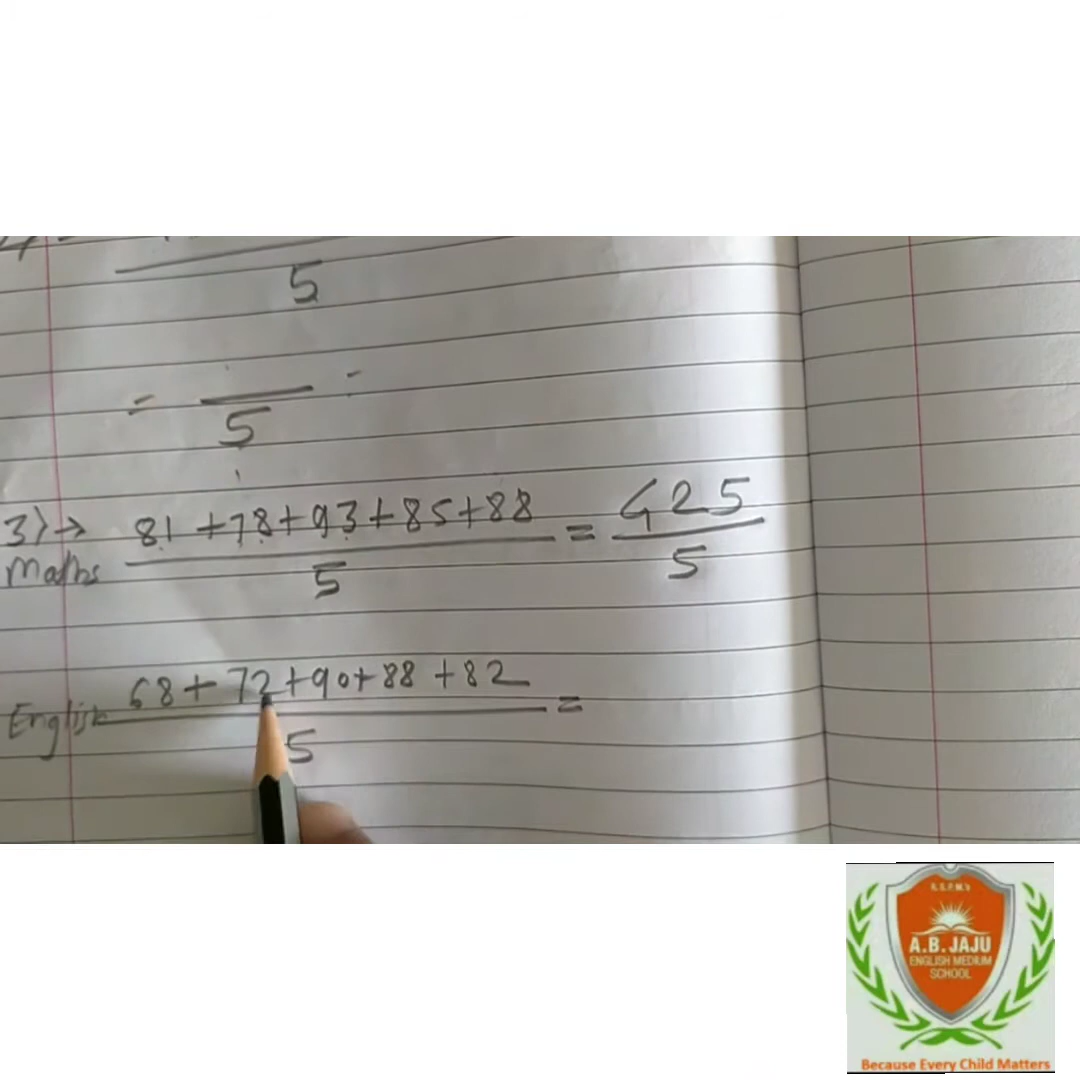 5
= — -
5
3)→ 81 + 78 + 93 + 85 + 88 = 425
Maths 5 5
68 + 72 + 90 + 88 + 82 =
English 5
A.B. JAJU
ENGLISH MEDIUM
SCHOOL
Because Every Child Matters